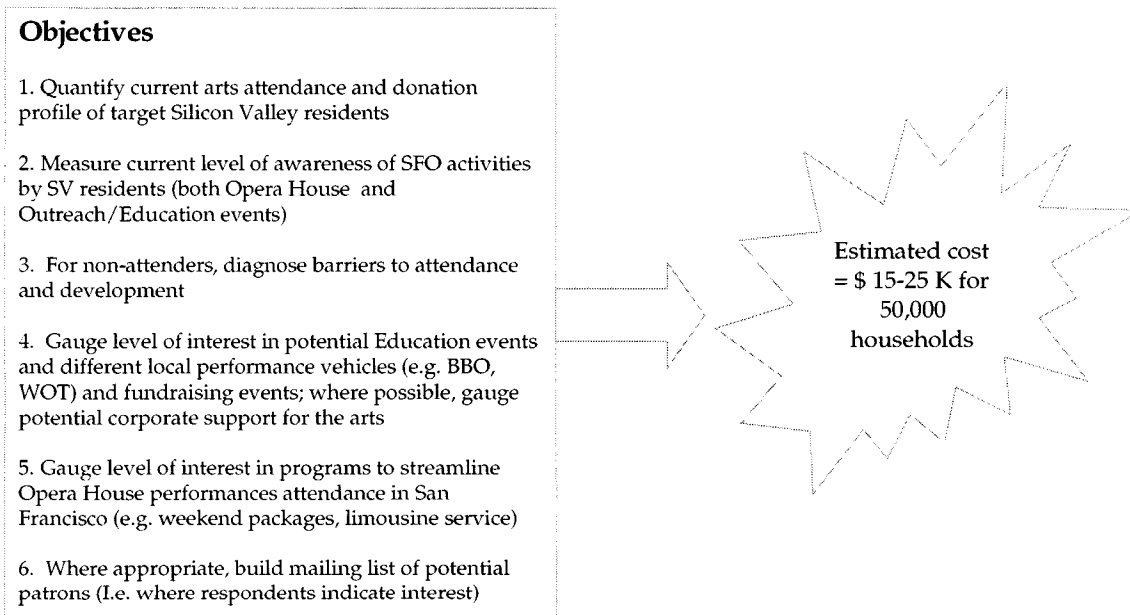 Objectives
1. Quantify current arts attendance and donation
profile of target Silicon Valley residents
2. Measure current level of awareness of SFO activities
by SV residents (both Opera House and
Outreach/Education events)
3. For non-attenders, diagnose barriers to attendance
and development
4. Gauge level of interest in potential Education events
and different local performance vehicles (e.g. BBO,
WOT) and fundraising events; where possible, gauge
potential corporate support for the arts
5. Gauge level of interest in programs to streamline
Opera House performances attendance in San
Francisco (e.g. weekend packages, limousine service)
6. Where appropriate, build mailing list of potential
patrons (I.e. where respondents indicate interest)
Estimated cost
= $ 15-25 K for
50,000
households